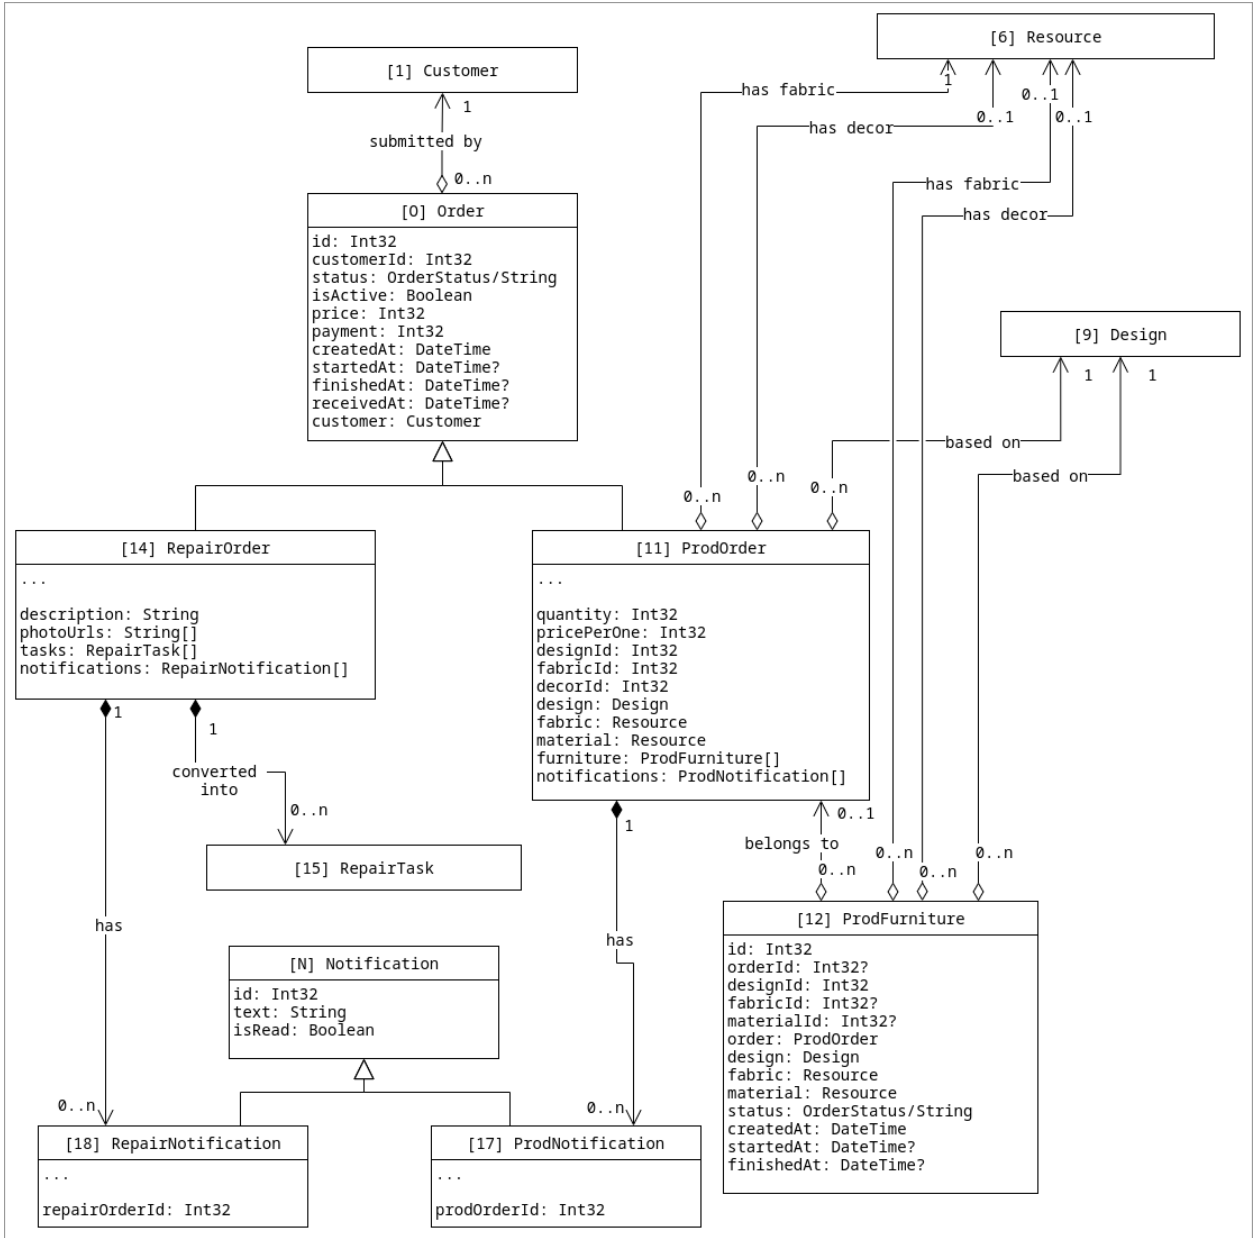 [6] Resource
[1] Customer
1
has fabric
0..1
1
0..1
0..1
has decor
submitted by
0..n
has fabric
[O] Order
has decor
id: Int32
customerId: Int32
status: OrderStatus/String
isActive: Boolean
price: Int32
payment: Int32
createdAt: DateTime
startedAt: DateTime?
finishedAt: DateTime?
receivedAt: DateTime?
customer: Customer
[9] Design
1
1
based on
based on
0..n
0..n
0..n
[14] RepairOrder
...
description: String
photoUrls: String[]
tasks: RepairTask[]
notifications: RepairNotification[]
[11] ProdOrder
...
quantity: Int32
pricePerOne: Int32
designId: Int32
fabricId: Int32
decorId: Int32
design: Design
fabric: Resource
material: Resource
furniture: ProdFurniture[]
notifications: ProdNotification[]
1
1
converted
into
0..n
1
0..1
belongs to
0..n
0..n
0..n
0..n
[15] RepairTask
has
has
[12] ProdFurniture
id: Int32
orderId: Int32?
designId: Int32
fabricId: Int32?
materialId: Int32?
order: ProdOrder
design: Design
fabric: Resource
material: Resource
status: OrderStatus/String
createdAt: DateTime
startedAt: DateTime?
finishedAt: DateTime?
[N] Notification
id: Int32
text: String
isRead: Boolean
0..n
0..n
[18] RepairNotification
...
repairOrderId: Int32
[17] ProdNotification
...
prodOrderId: Int32